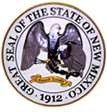 GREAT SEAL OF THE STATE OF NEW MEXICO
·1912·